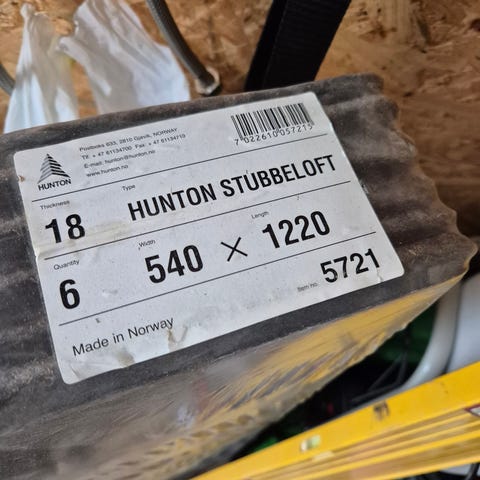 HUNTON
Postboks 633, 2810 Gjøvik, NORWAY
Tlf. + 47 61134700 Fax + 47 61134710
E-mail: hunton@hunton.no
www.hunton.no
7 022610 057215
Thickness
18
Type
HUNTON STUBBELOFT
Quantity
6
Width
540 ×
Length
1220
Made in Norway
Item no. 5721